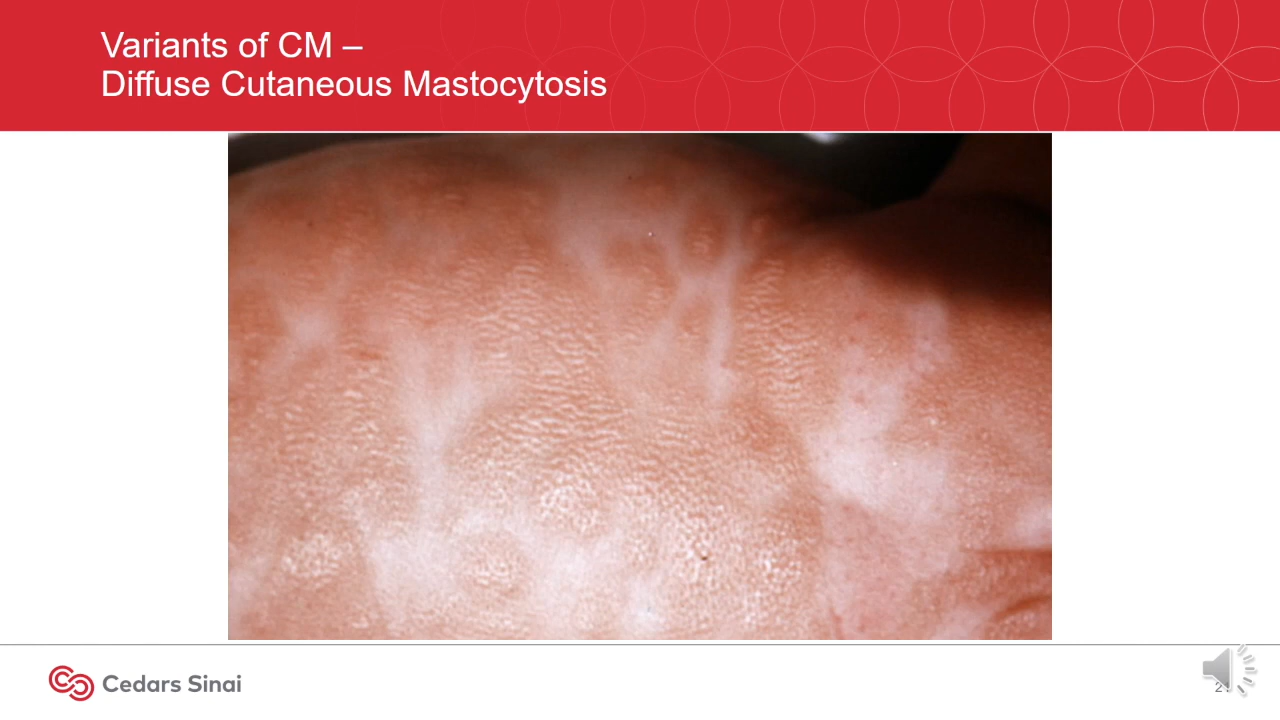 Variants of CM –
Diffuse Cutaneous Mastocytosis
Cedars Sinai